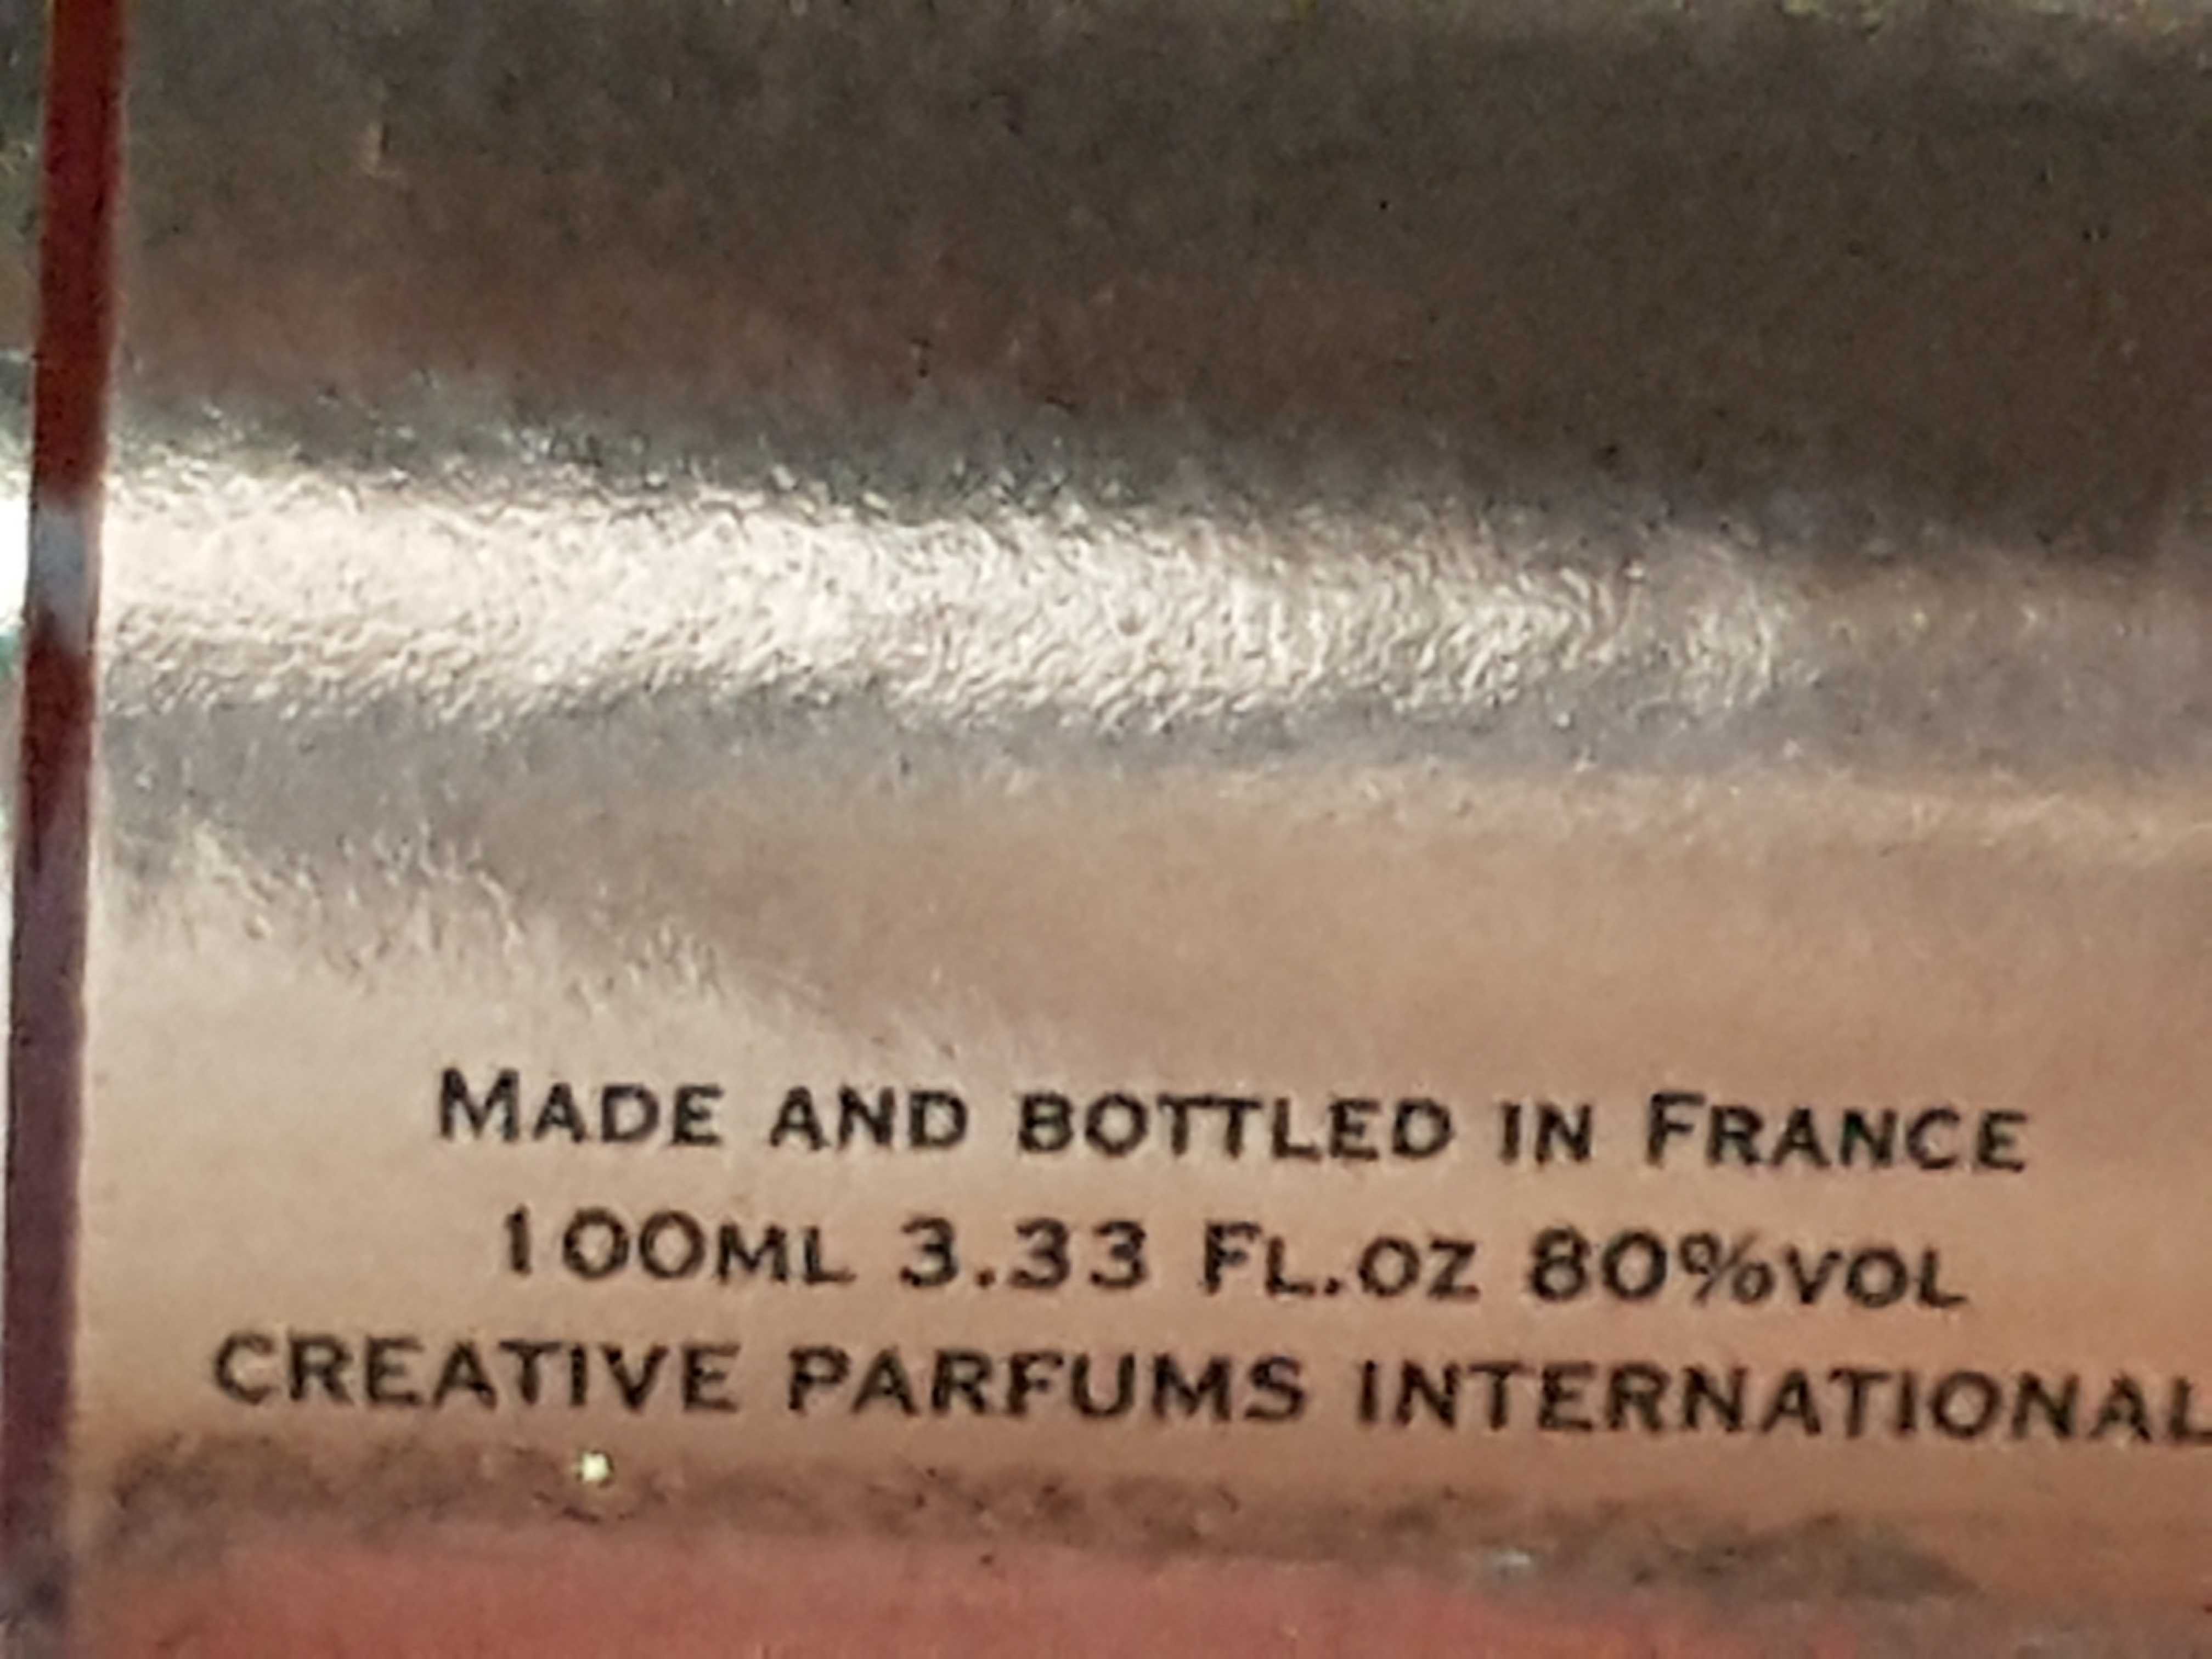 MADE AND BOTTLED IN FRANCE
100ML 3.33 FL.OZ 80%VOL
CREATIVE PARFUMS INTERNATIONAL